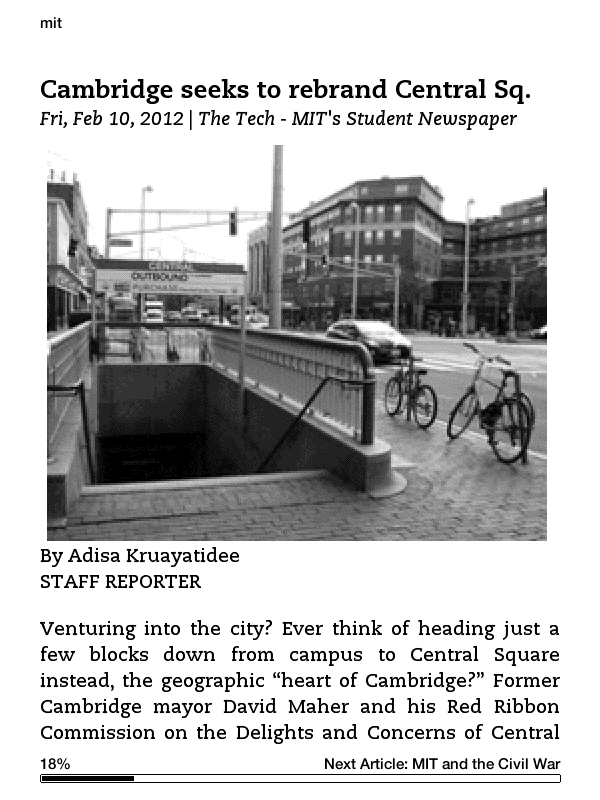 mit
Cambridge seeks to rebrand Central Sq.
Fri, Feb 10, 2012 | The Tech - MIT's Student Newspaper
CENTRAL
OUTBOUND
By Adisa Kruayatidee
STAFF REPORTER
Venturing into the city? Ever think of heading just a
few blocks down from campus to Central Square
instead, the geographic “heart of Cambridge?” Former
Cambridge mayor David Maher and his Red Ribbon
Commission on the Delights and Concerns of Central
18%
Next Article: MIT and the Civil War